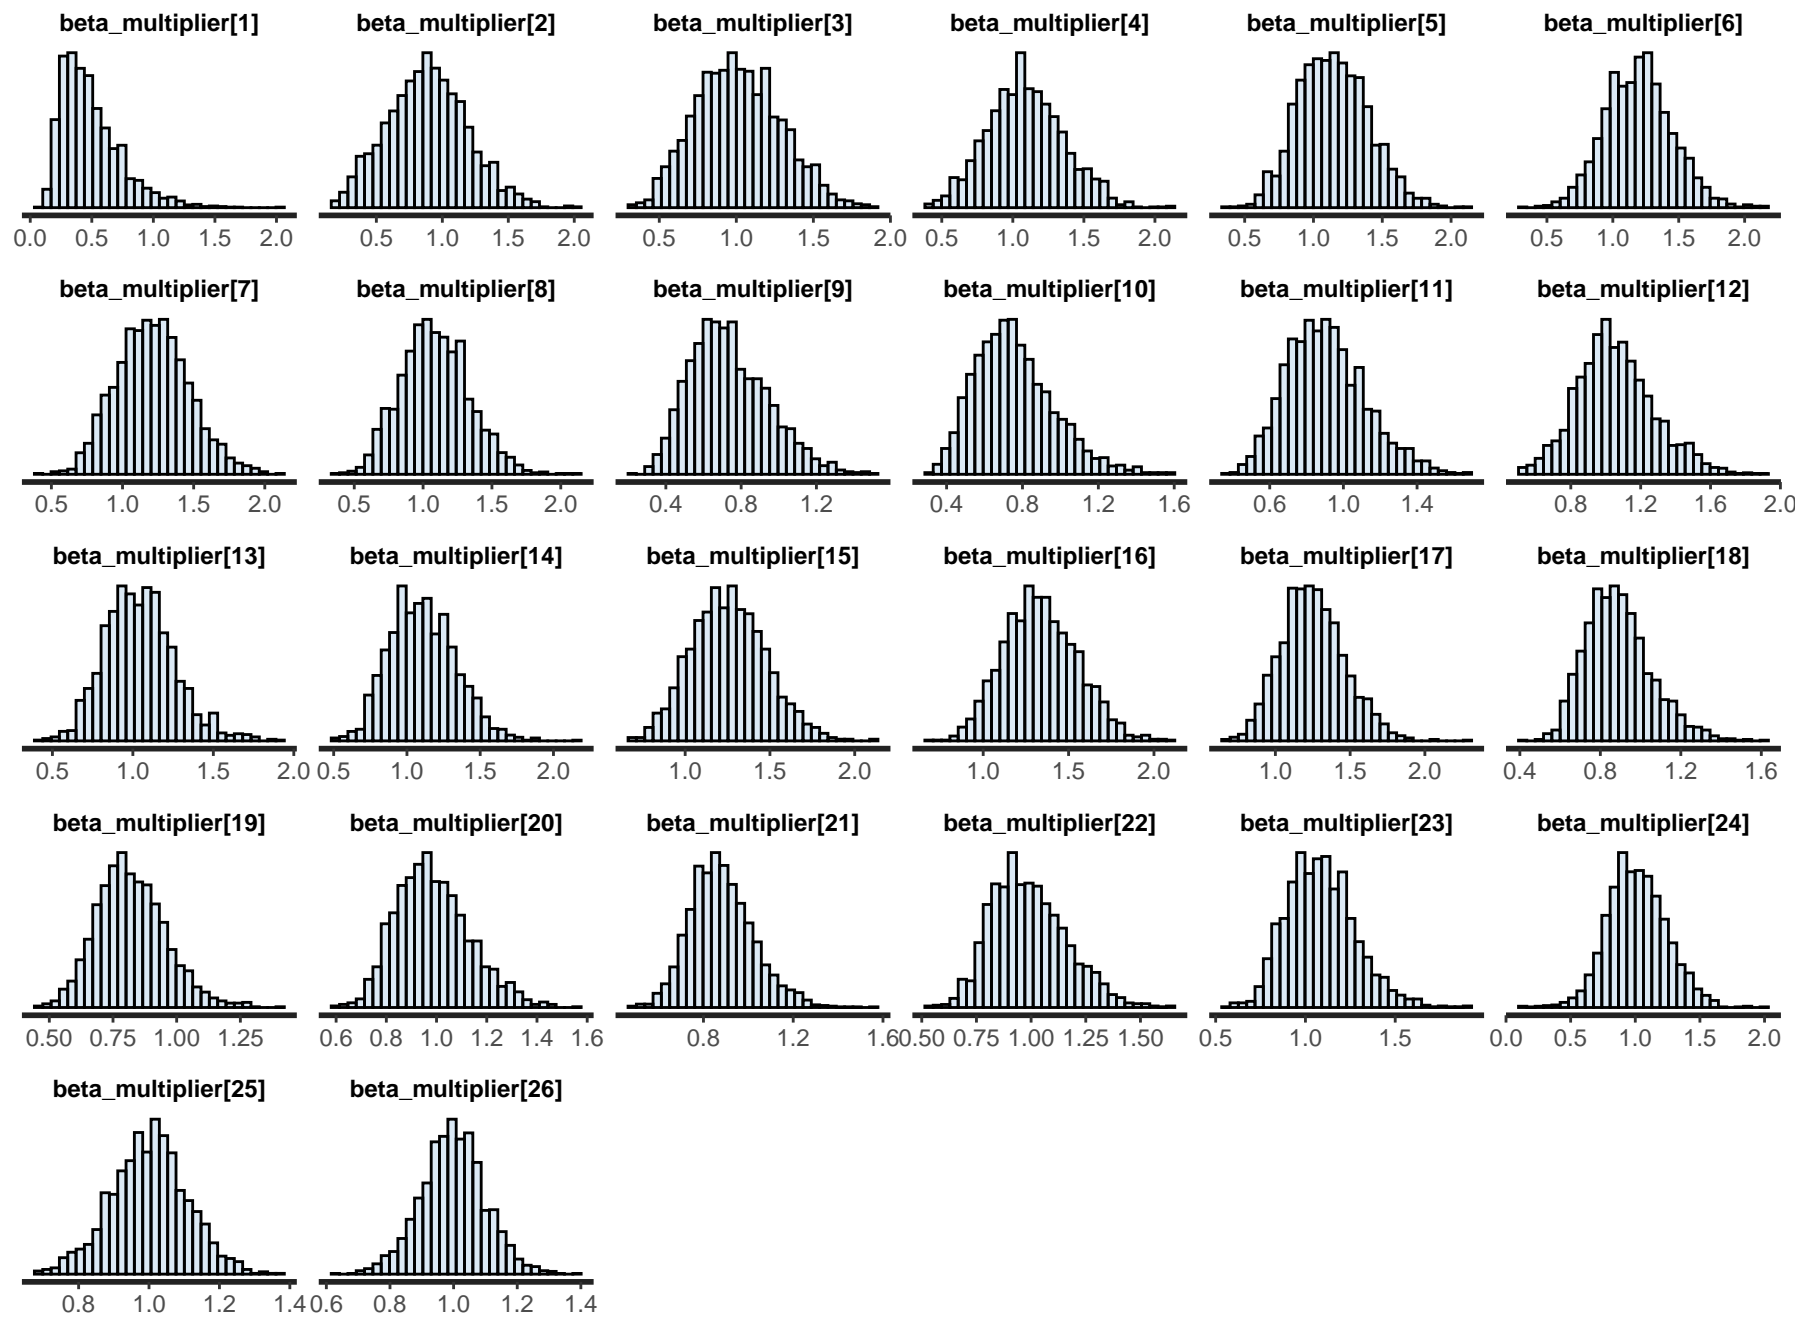 beta_multiplier[1] beta_multiplier[2] beta_multiplier[3] beta_multiplier[4] beta_multiplier[5] beta_multiplier[6]
0.0 0.5 1.0 1.5 2.0 0.5 1.0 1.5 2.0 0.5 1.0 1.5 2.0 0.5 1.0 1.5 2.0 0.5 1.0 1.5 2.0 0.5 1.0 1.5 2.0
beta_multiplier[7] beta_multiplier[8] beta_multiplier[9] beta_multiplier[10] beta_multiplier[11] beta_multiplier[12]
0.5 1.0 1.5 2.0 0.5 1.0 1.5 2.0 0.4 0.8 1.2 0.4 0.8 1.2 1.6 0.6 1.0 1.4 0.8 1.2 1.6 2.0
beta_multiplier[13] beta_multiplier[14] beta_multiplier[15] beta_multiplier[16] beta_multiplier[17] beta_multiplier[18]
0.5 1.0 1.5 2.0 0.5 1.0 1.5 2.0 1.0 1.5 2.0 1.0 1.5 2.0 1.0 1.5 2.0 0.4 0.8 1.2 1.6
beta_multiplier[19] beta_multiplier[20] beta_multiplier[21] beta_multiplier[22] beta_multiplier[23] beta_multiplier[24]
0.50 0.75 1.00 1.25 0.6 0.8 1.0 1.2 1.4 1.6 0.8 1.2 1.6 0.50 0.75 1.00 1.25 1.50 0.5 1.0 1.5 0.0 0.5 1.0 1.5 2.0
beta_multiplier[25] beta_multiplier[26]
0.8 1.0 1.2 1.4 0.6 0.8 1.0 1.2 1.4